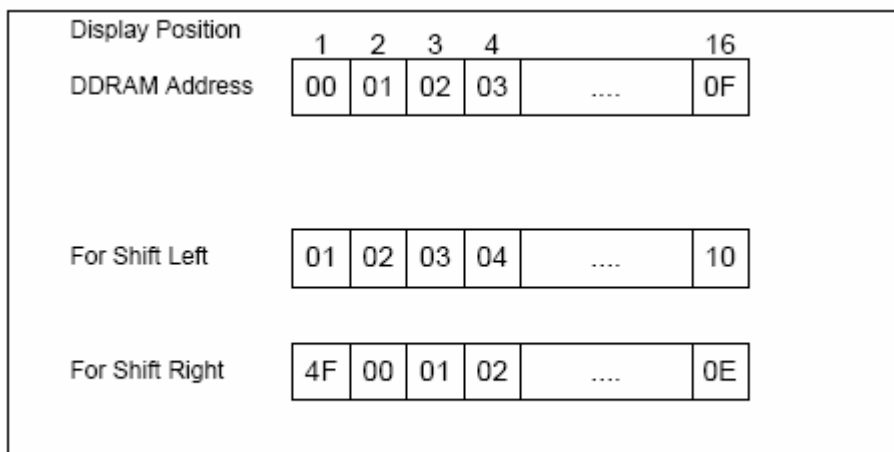 Display Position 1 2 3 4 16
DDRAM Address 00 01 02 03 .... 0F
For Shift Left 01 02 03 04 .... 10
For Shift Right 4F 00 01 02 .... 0E